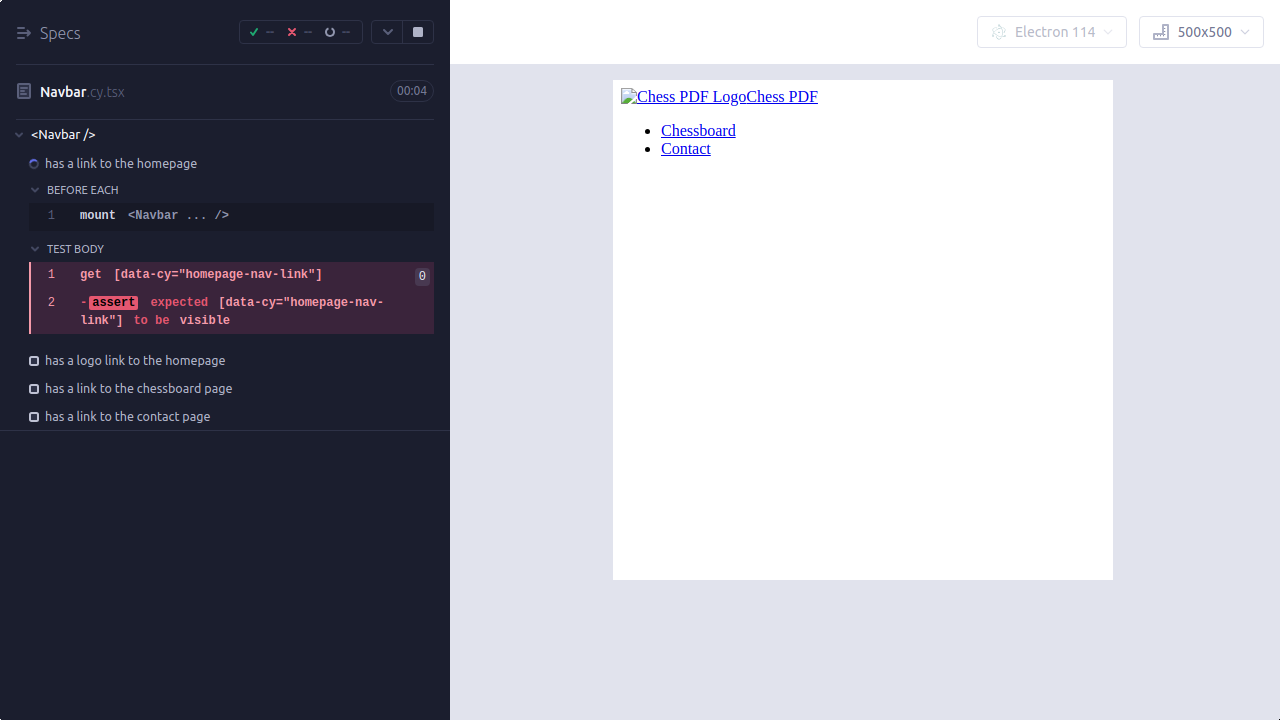 Specs
-- -- --
Navbar.cy.tsx 00:04
<Navbar />
has a link to the homepage
BEFORE EACH
1 mount <Navbar ... />
TEST BODY
1 get [data-cy="homepage-nav-link"] 0
2 -assert expected [data-cy="homepage-nav-
link"] to be visible
has a logo link to the homepage
has a link to the chessboard page
has a link to the contact page
Electron 114 500x500
Chess PDF LogoChess PDF
Chessboard
Contact